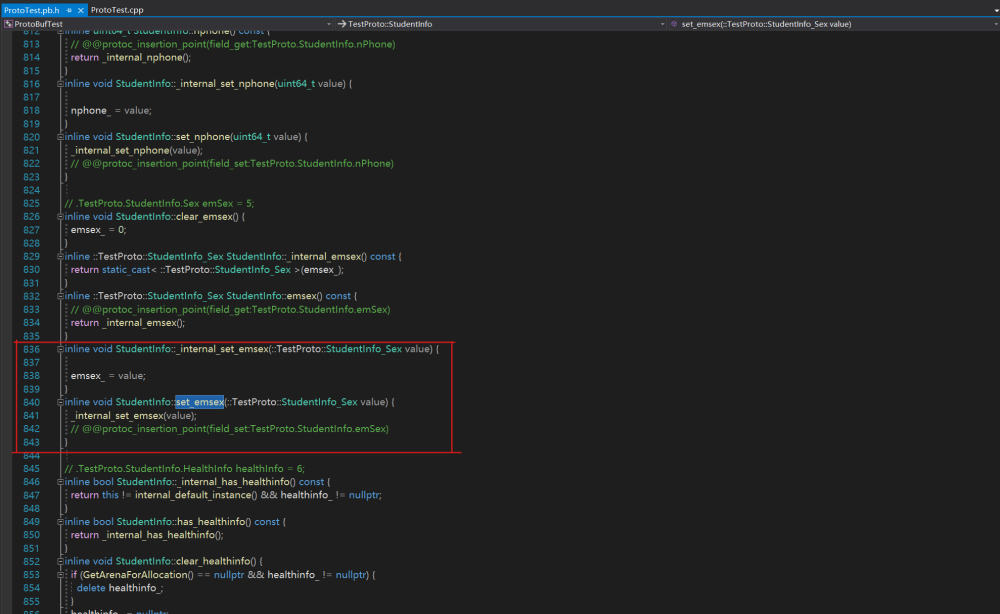 ProtoTest.pb.h ProtoTest.cpp
ProtoBufTest TestProto::StudentInfo set_emsex(::TestProto::StudentInfo_Sex value)
812 inline uint64_t StudentInfo::nphone() const {
813 // @@protoc_insertion_point(field_get:TestProto.StudentInfo.nPhone)
814 return _internal_nphone();
815 }
816 inline void StudentInfo::_internal_set_nphone(uint64_t value) {
817
818 nphone_ = value;
819 }
820 inline void StudentInfo::set_nphone(uint64_t value) {
821 _internal_set_nphone(value);
822 // @@protoc_insertion_point(field_set:TestProto.StudentInfo.nPhone)
823 }
824
825 // .TestProto.StudentInfo.Sex emSex = 5;
826 inline void StudentInfo::clear_emsex() {
827 emsex_ = 0;
828 }
829 inline ::TestProto::StudentInfo_Sex StudentInfo::_internal_emsex() const {
830 return static_cast< ::TestProto::StudentInfo_Sex >(emsex_);
831 }
832 inline ::TestProto::StudentInfo_Sex StudentInfo::emsex() const {
833 // @@protoc_insertion_point(field_get:TestProto.StudentInfo.emSex)
834 return _internal_emsex();
835 }
836 inline void StudentInfo::_internal_set_emsex(::TestProto::StudentInfo_Sex value) {
837
838 emsex_ = value;
839 }
840 inline void StudentInfo::set_emsex(::TestProto::StudentInfo_Sex value) {
841 _internal_set_emsex(value);
842 // @@protoc_insertion_point(field_set:TestProto.StudentInfo.emSex)
843 }
844
845 // .TestProto.StudentInfo.HealthInfo healthInfo = 6;
846 inline bool StudentInfo::_internal_has_healthinfo() const {
847 return this != internal_default_instance() && healthinfo_ != nullptr;
848 }
849 inline bool StudentInfo::has_healthinfo() const {
850 return _internal_has_healthinfo();
851 }
852 inline void StudentInfo::clear_healthinfo() {
853 if (GetArenaForAllocation() == nullptr && healthinfo_ != nullptr) {
854 delete healthinfo_;
855 }
856 healthinfo_ = nullptr;